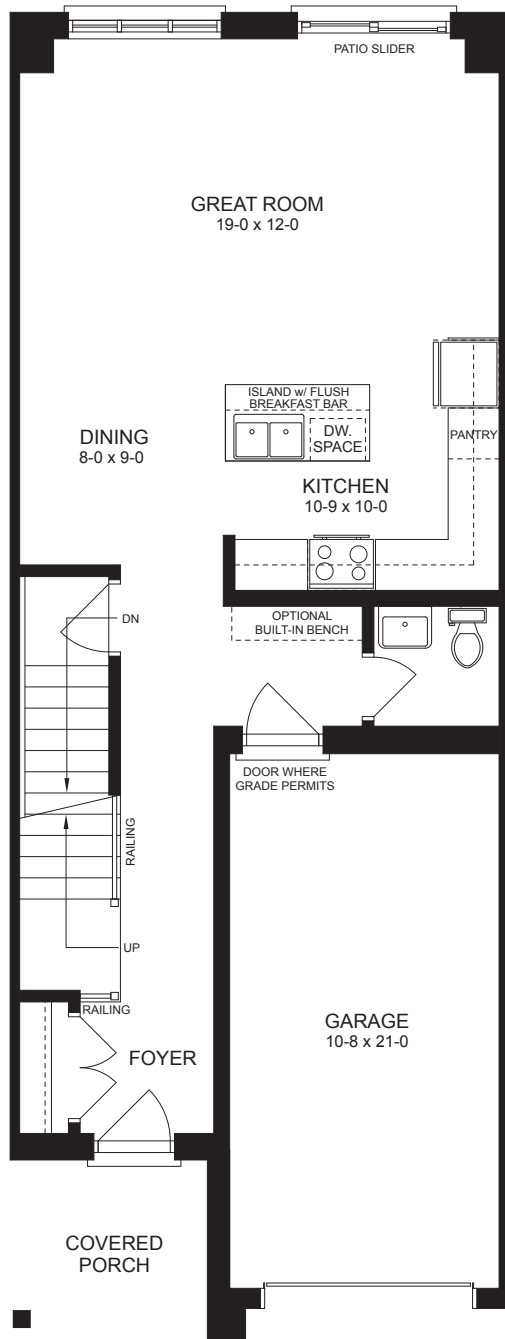 PATIO SLIDER
GREAT ROOM
19-0 x 12-0
ISLAND w/ FLUSH
BREAKFAST BAR
DW.
SPACE
PANTRY
DINING
8-0 x 9-0
KITCHEN
10-9 x 10-0
DN
OPTIONAL
BUILT-IN BENCH
DOOR WHERE
GRADE PERMITS
RAILING
UP
RAILING
GARAGE
10-8 x 21-0
FOYER
COVERED
PORCH